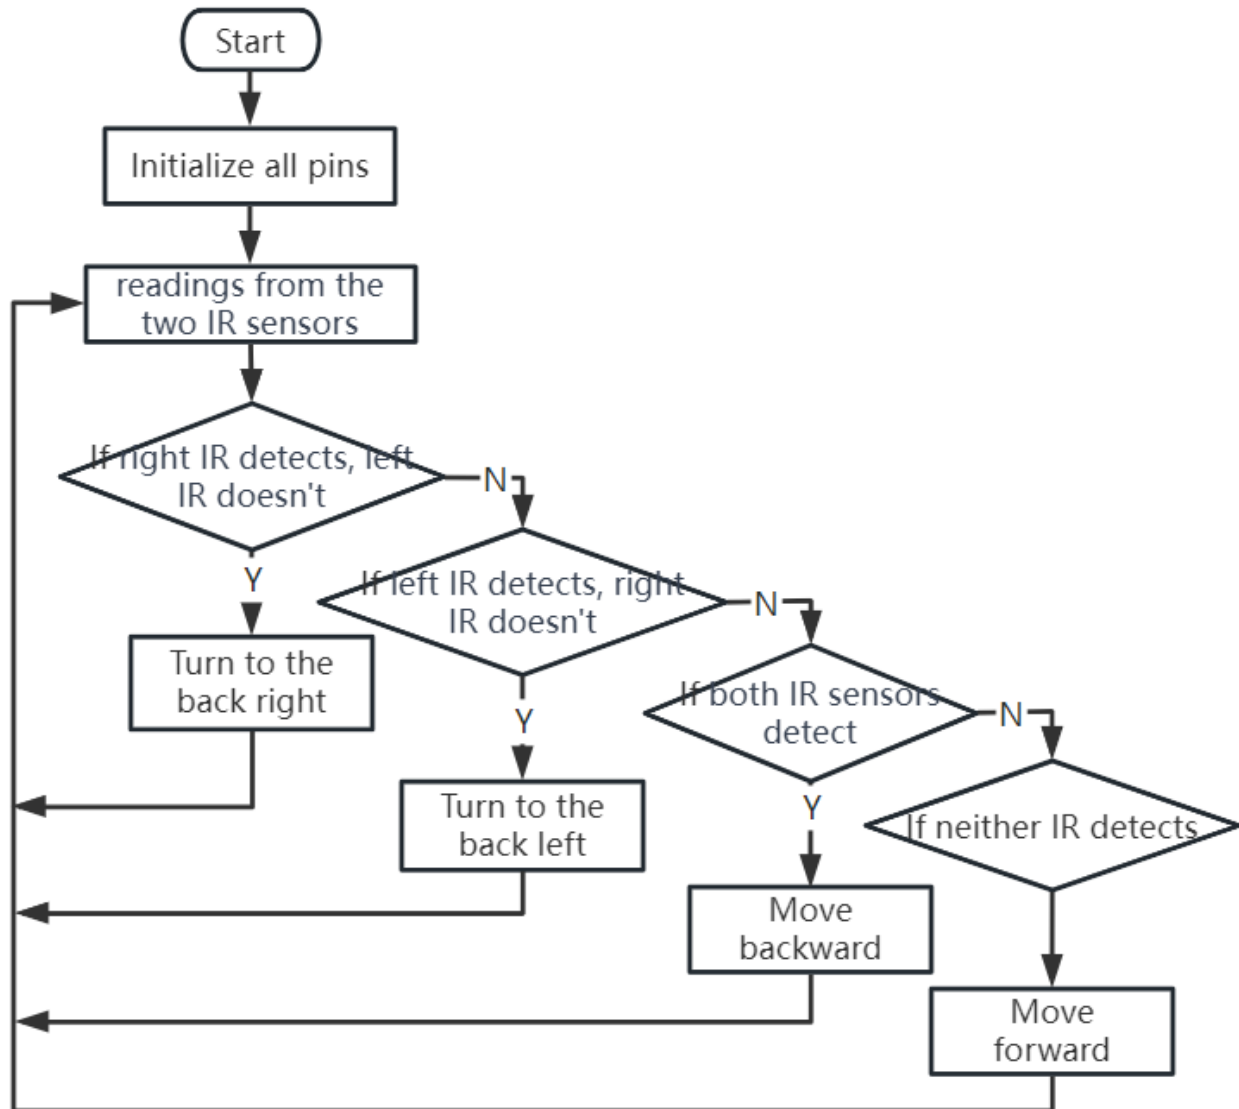 Start
Initialize all pins
readings from the
two IR sensors
If right IR detects, left
IR doesn't
N
Y
If left IR detects, right
IR doesn't
N
Turn to the
back right
Y
If both IR sensors
detect
N
Turn to the
back left
Y
If neither IR detects
Move
backward
Move
forward